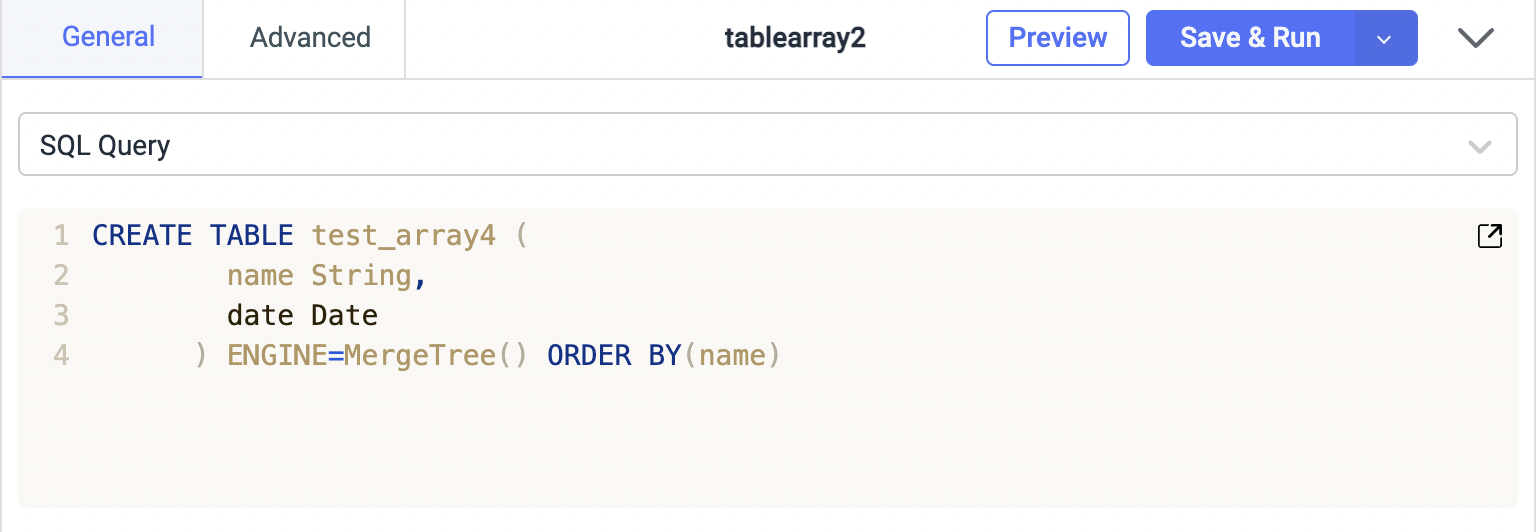 General
Advanced
tablearray2
Preview
Save & Run
SQL Query
1 CREATE TABLE test_array4 (
2 name String,
3 date Date
4 ) ENGINE=MergeTree() ORDER BY(name)